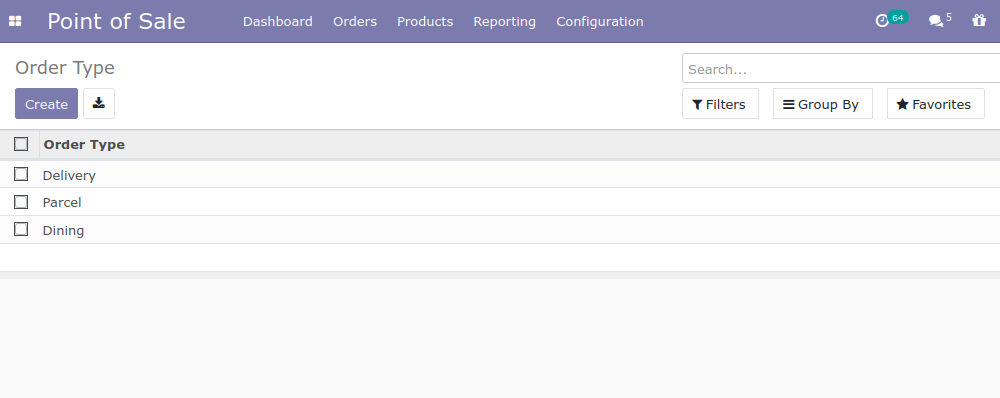 Point of Sale Dashboard Orders Products Reporting Configuration 64 5
Order Type
Search...
Create Filters Group By Favorites
Order Type
Delivery
Parcel
Dining